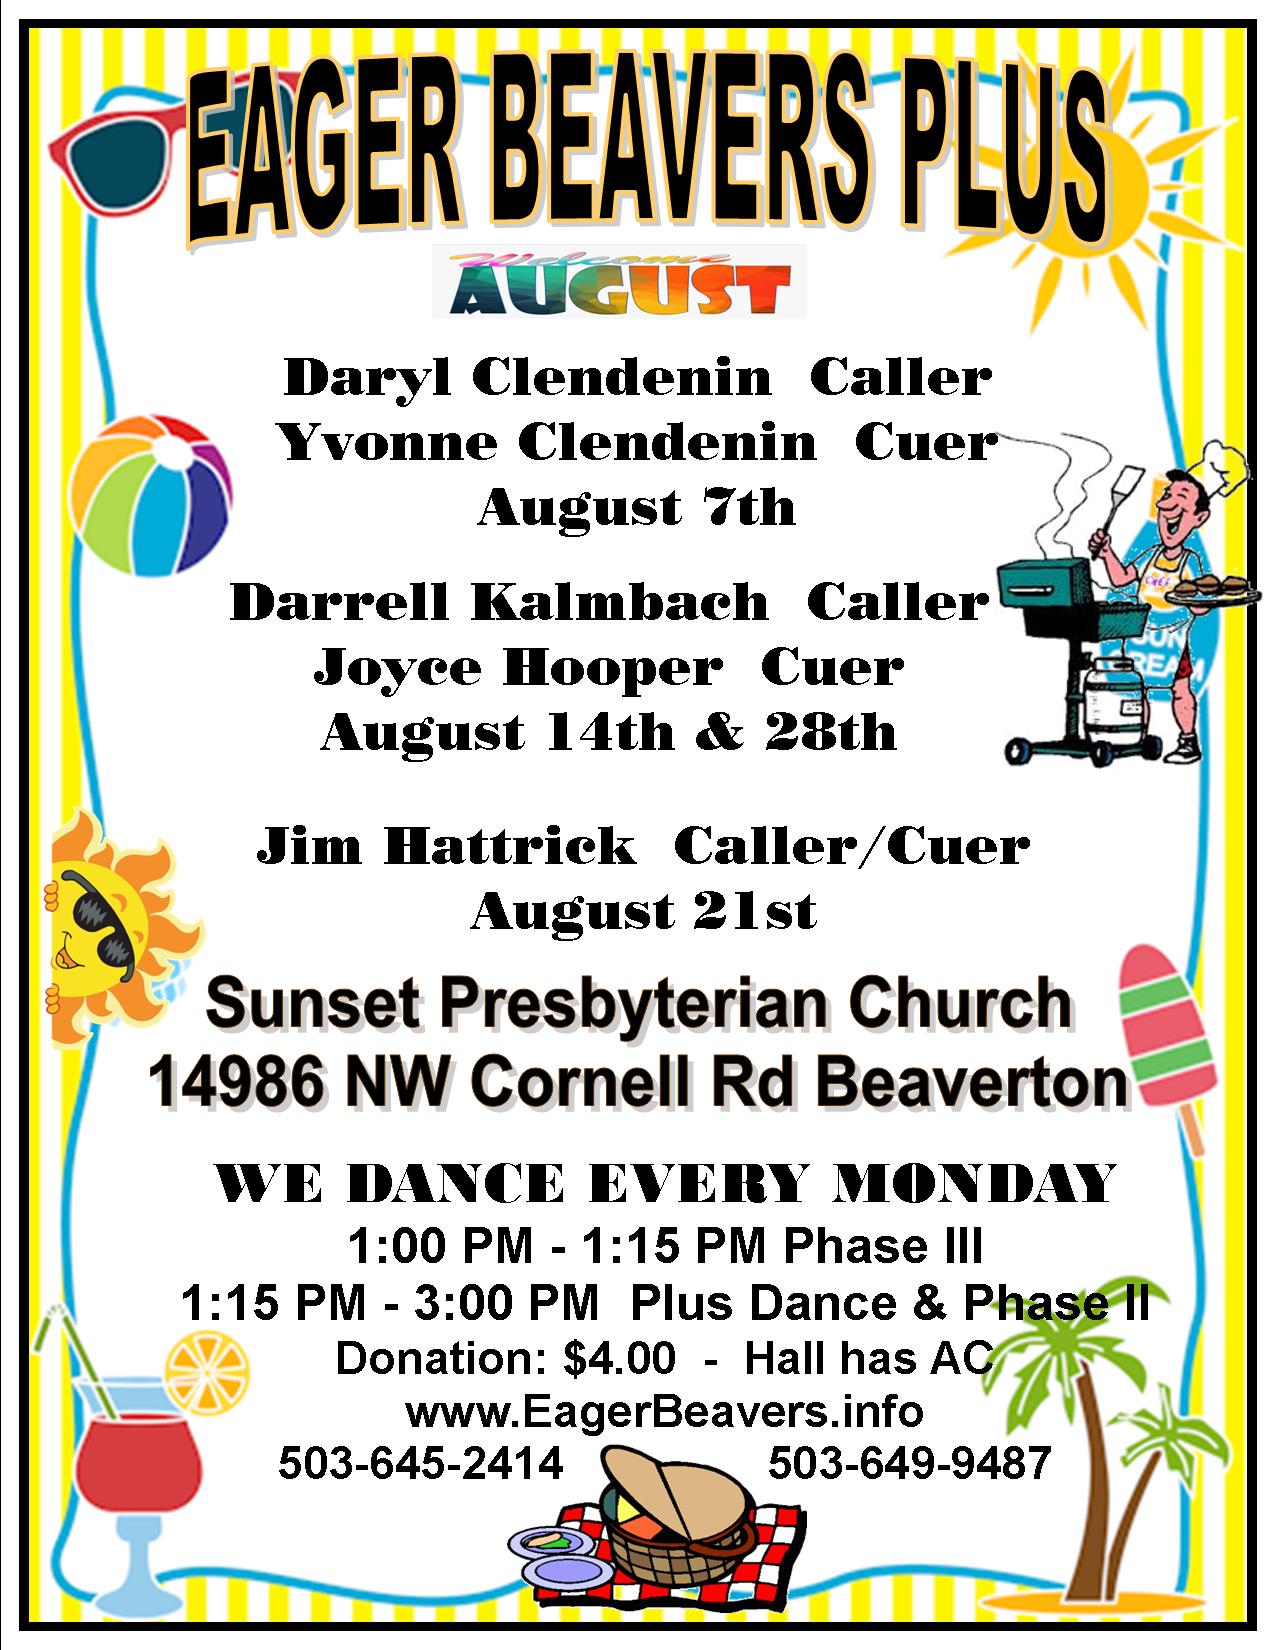 EAGER BEAVERS PLUS
Welcome
AUGUST
Daryl Clendenin Caller
Yvonne Clendenin Cuer
August 7th
Darrell Kalmbach Caller
Joyce Hooper Cuer
August 14th & 28th
CHEF
SUN
REAM
Jim Hattrick Caller/Cuer
August 21st
Sunset Presbyterian Church
14986 NW Cornell Rd Beaverton
WE DANCE EVERY MONDAY
1:00 PM - 1:15 PM Phase III
1:15 PM - 3:00 PM Plus Dance & Phase II
Donation: $4.00 - Hall has AC
www.EagerBeavers.info
503-645-2414 503-649-9487